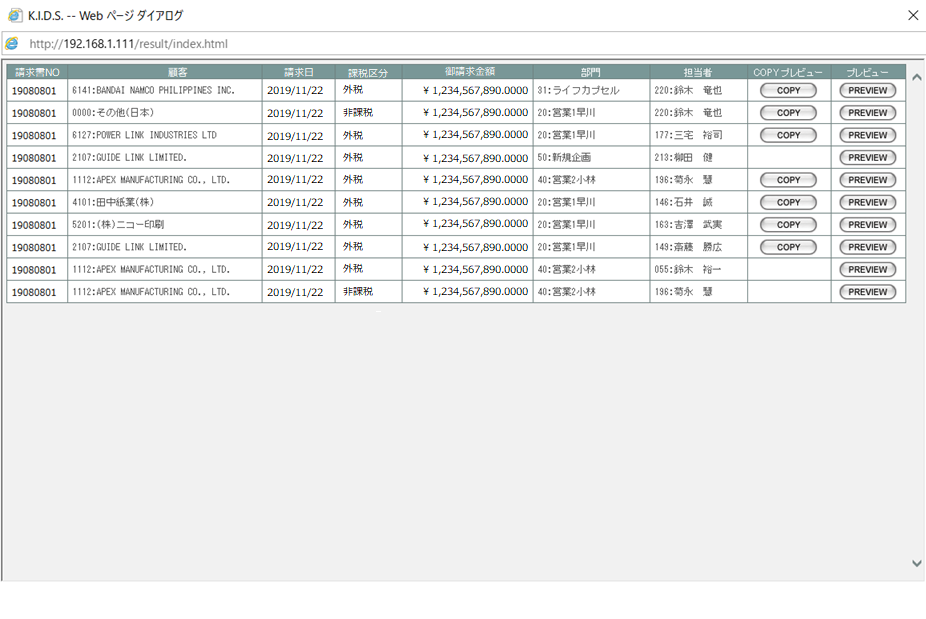 K.I.D.S. -- Web ページ ダイアログ
http://192.168.1.111/result/index.html
請求書NO 顧客 請求日 課税区分 御請求金額 部門 担当者 COPYプレビュー プレビュー
19080801 6141:BANDAI NAMCO PHILIPPINES INC. 2019/11/22 外税 ¥ 1,234,567,890.0000 31:ライフカプセル 220:鈴木 竜也 COPY PREVIEW
19080801 0000:その他(日本) 2019/11/22 非課税 ¥ 1,234,567,890.0000 20:営業1早川 220:鈴木 竜也 COPY PREVIEW
19080801 6127:POWER LINK INDUSTRIES LTD 2019/11/22 外税 ¥ 1,234,567,890.0000 20:営業1早川 177:三宅 裕司 COPY PREVIEW
19080801 2107:GUIDE LINK LIMITED. 2019/11/22 外税 ¥ 1,234,567,890.0000 50:新規企画 213:柳田 健 PREVIEW
19080801 1112:APEX MANUFACTURING CO., LTD. 2019/11/22 外税 ¥ 1,234,567,890.0000 40:営業2小林 196:菊永 慧 COPY PREVIEW
19080801 4101:田中紙業(株) 2019/11/22 外税 ¥ 1,234,567,890.0000 20:営業1早川 146:石井 誠 COPY PREVIEW
19080801 5201:(株)ニコー印刷 2019/11/22 外税 ¥ 1,234,567,890.0000 20:営業1早川 163:吉澤 武実 COPY PREVIEW
19080801 2107:GUIDE LINK LIMITED. 2019/11/22 外税 ¥ 1,234,567,890.0000 20:営業1早川 149:斎藤 勝広 COPY PREVIEW
19080801 1112:APEX MANUFACTURING CO., LTD. 2019/11/22 外税 ¥ 1,234,567,890.0000 40:営業2小林 055:鈴木 裕一 PREVIEW
19080801 1112:APEX MANUFACTURING CO., LTD. 2019/11/22 非課税 ¥ 1,234,567,890.0000 40:営業2小林 196:菊永 慧 PREVIEW